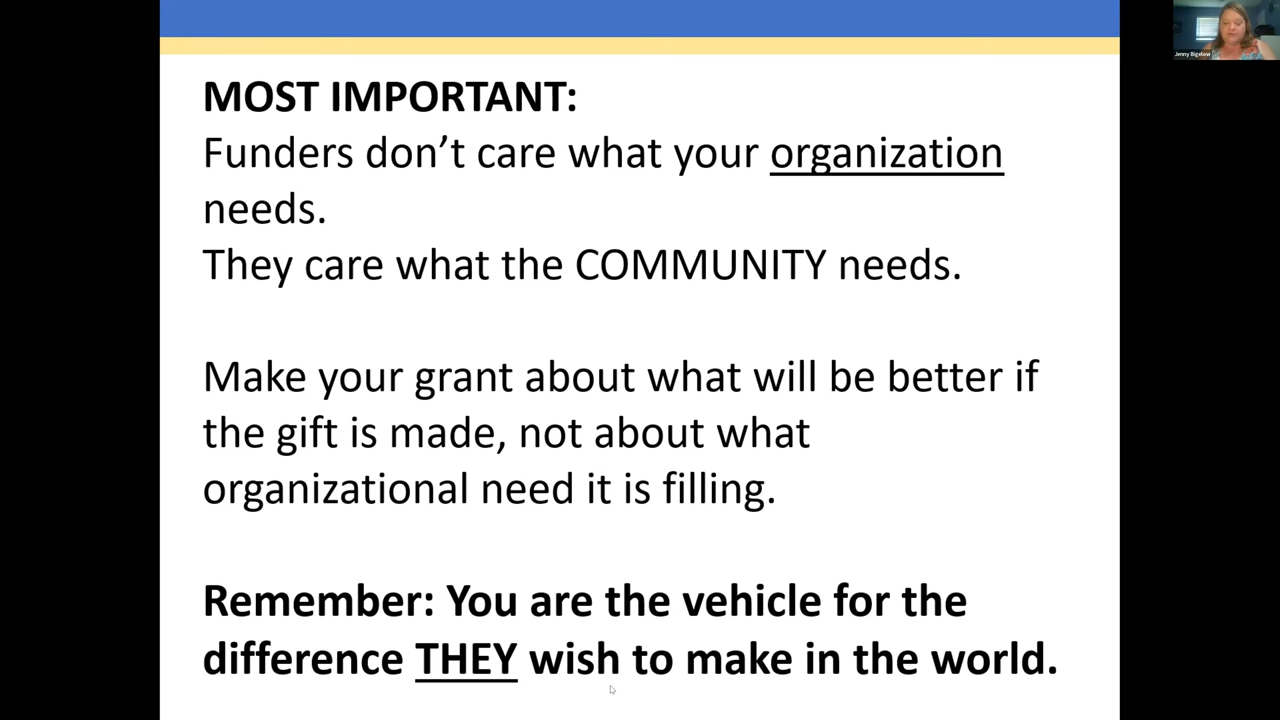 Jenny Bigelow
MOST IMPORTANT:
Funders don’t care what your organization
needs.
They care what the COMMUNITY needs.
Make your grant about what will be better if
the gift is made, not about what
organizational need it is filling.
Remember: You are the vehicle for the
difference THEY wish to make in the world.